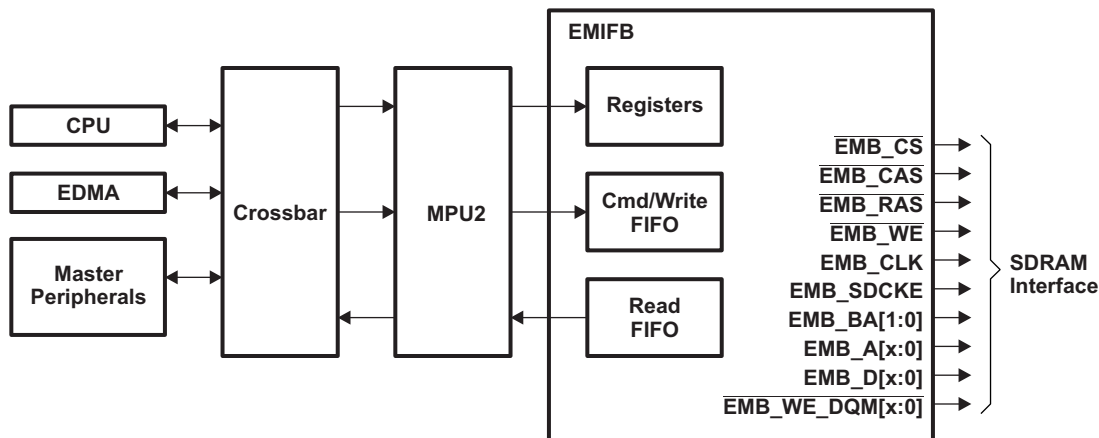 EMIFB
CPU
EDMA
Master
Peripherals
Crossbar
MPU2
Registers
Cmd/Write
FIFO
Read
FIFO
EMB_CS
EMB_CAS
EMB_RAS
EMB_WE
EMB_CLK
EMB_SDCKE
EMB_BA[1:0]
EMB_A[x:0]
EMB_D[x:0]
EMB_WE_DQM[x:0]
SDRAM
Interface